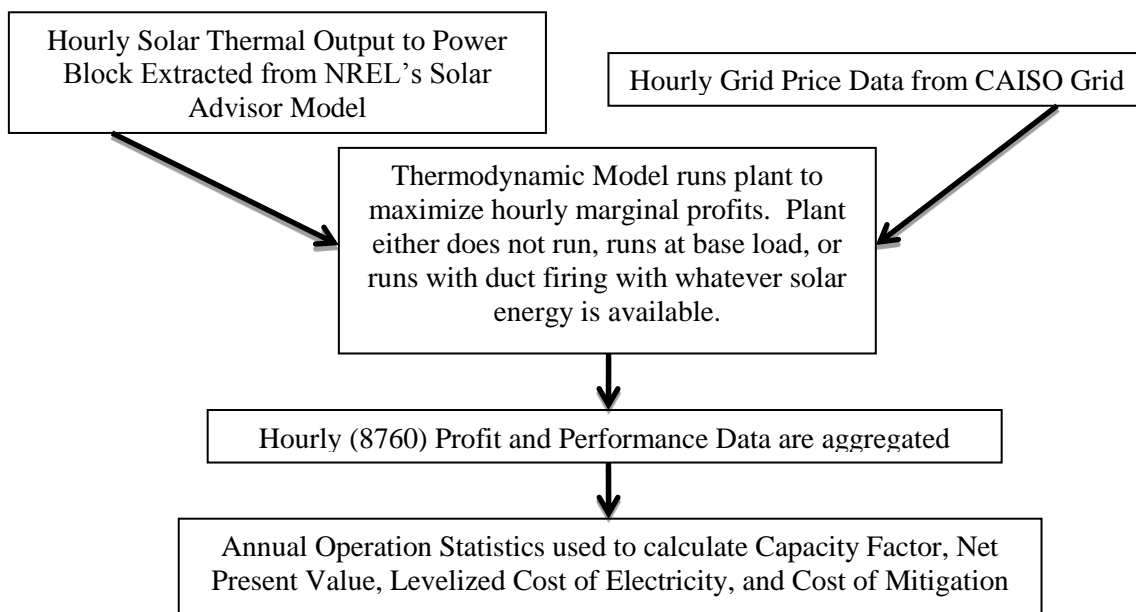 Hourly Solar Thermal Output to Power
Block Extracted from NREL’s Solar
Advisor Model
Hourly Grid Price Data from CAISO Grid
Thermodynamic Model runs plant to
maximize hourly marginal profits.  Plant
either does not run, runs at base load, or
runs with duct firing with whatever solar
energy is available.
Hourly (8760) Profit and Performance Data are aggregated
Annual Operation Statistics used to calculate Capacity Factor, Net
Present Value, Levelized Cost of Electricity, and Cost of Mitigation